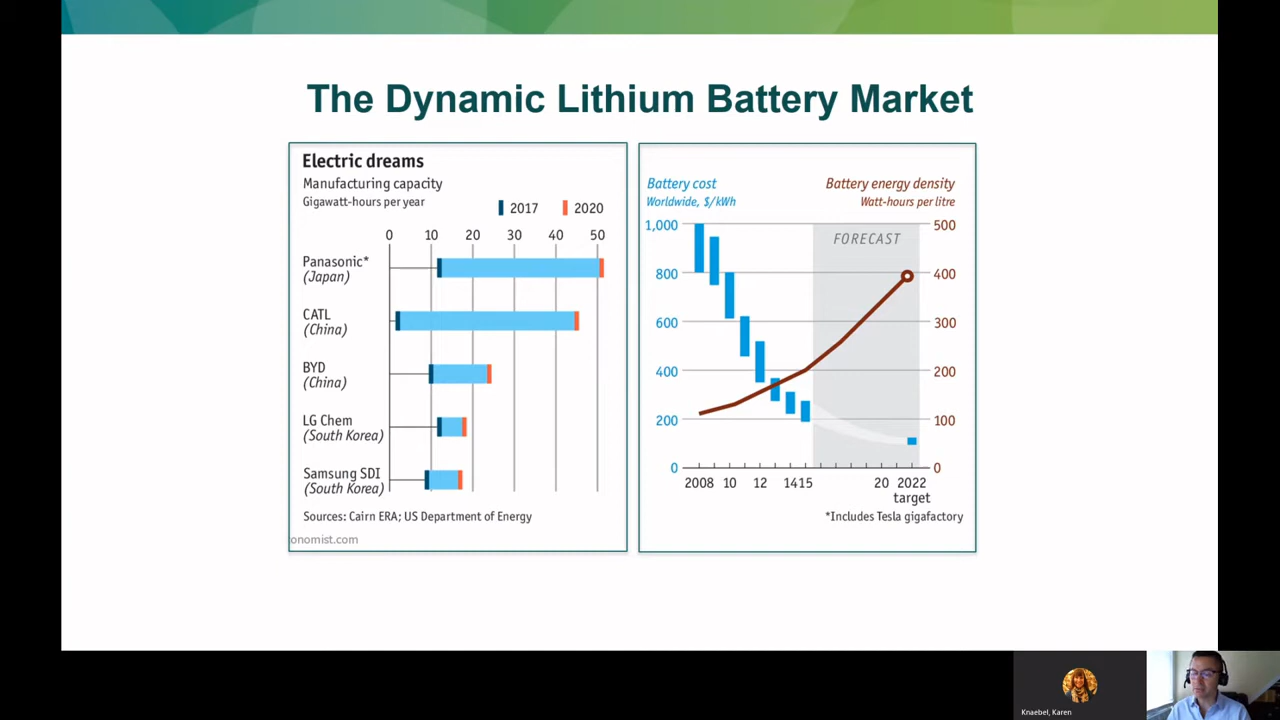 The Dynamic Lithium Battery Market
Electric dreams
Manufacturing capacity
Gigawatt-hours per year
2017 2020
0 10 20 30 40 50
Panasonic*
(Japan)
CATL
(China)
BYD
(China)
LG Chem
(South Korea)
Samsung SDI
(South Korea)
Sources: Cairn ERA; US Department of Energy
onomist.com
Battery cost
Worldwide, $/kWh
Battery energy density
Watt-hours per litre
FORECAST
1,000 500
800 400
600 300
400 200
200 100
0 0
2008 10 12 1415 20 2022
target
*Includes Tesla gigafactory
Knaebel, Karen